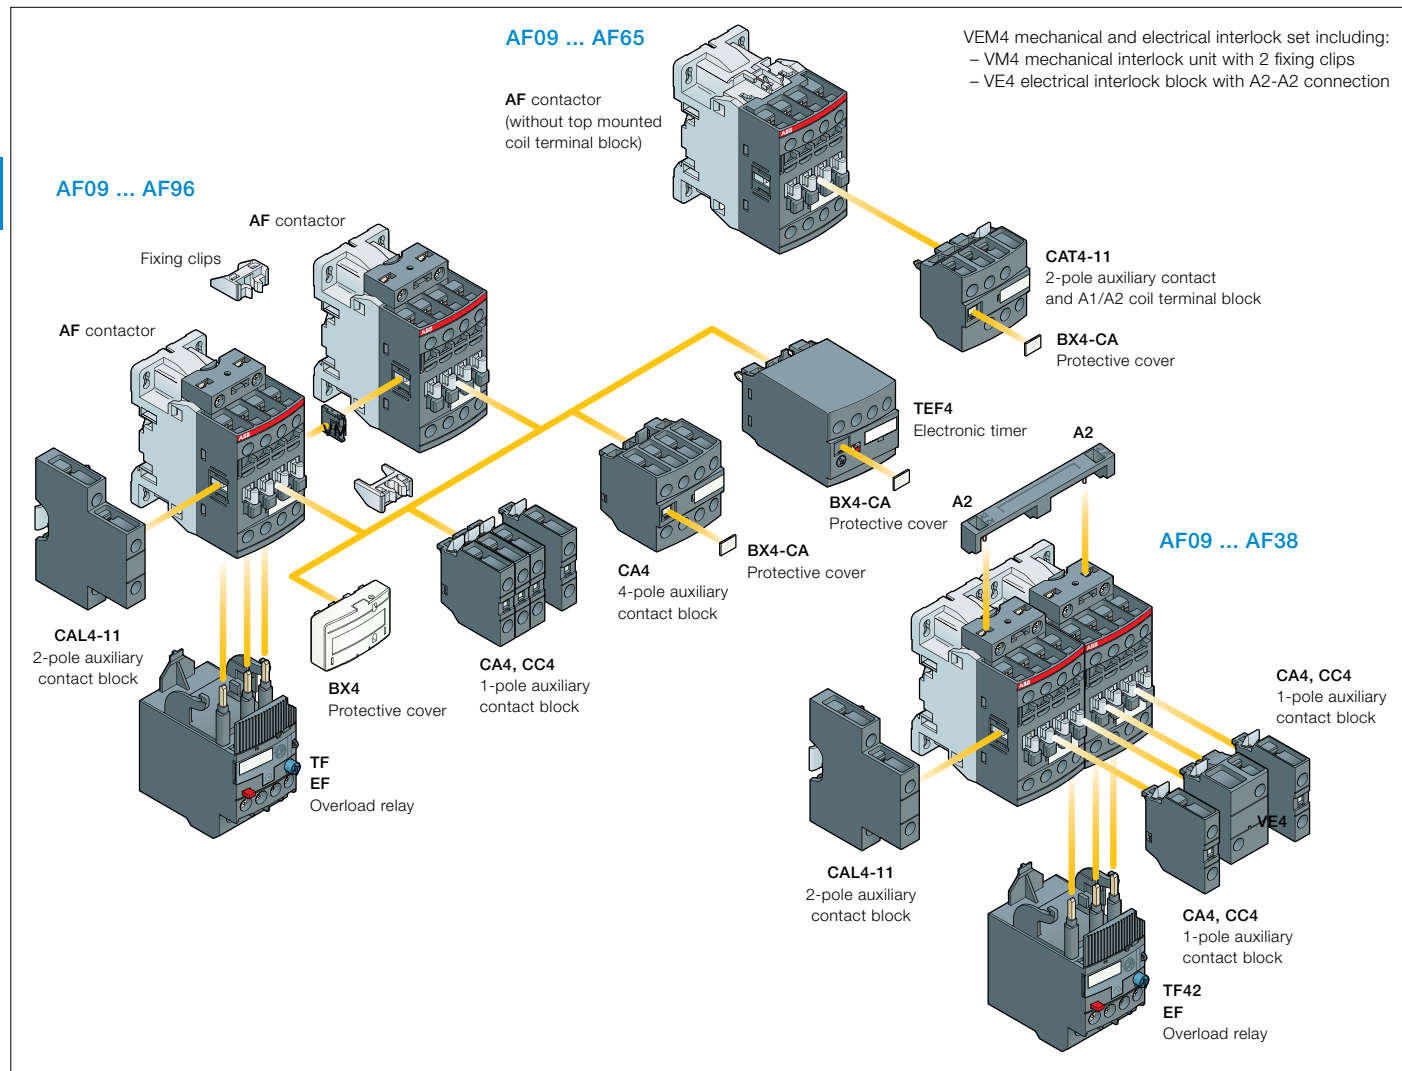 AF09 ... AF65
VEM4 mechanical and electrical interlock set including:
– VM4 mechanical interlock unit with 2 fixing clips
– VE4 electrical interlock block with A2-A2 connection
AF contactor
(without top mounted
coil terminal block)
ABB
AF09 ... AF96
AF contactor
Fixing clips
AF contactor
ABB
ABB
VM
CAT4-11
2-pole auxiliary contact
and A1/A2 coil terminal block
BX4-CA
Protective cover
TEF4
Electronic timer
BX4-CA
Protective cover
A2
A2
AF09 ... AF38
CA4
4-pole auxiliary
contact block
BX4-CA
Protective cover
CA4, CC4
1-pole auxiliary
contact block
BX4
Protective cover
CAL4-11
2-pole auxiliary
contact block
TF
EF
Overload relay
ABB
ABB
CA4, CC4
1-pole auxiliary
contact block
VE4
CAL4-11
2-pole auxiliary
contact block
CA4, CC4
1-pole auxiliary
contact block
TF42
EF
Overload relay